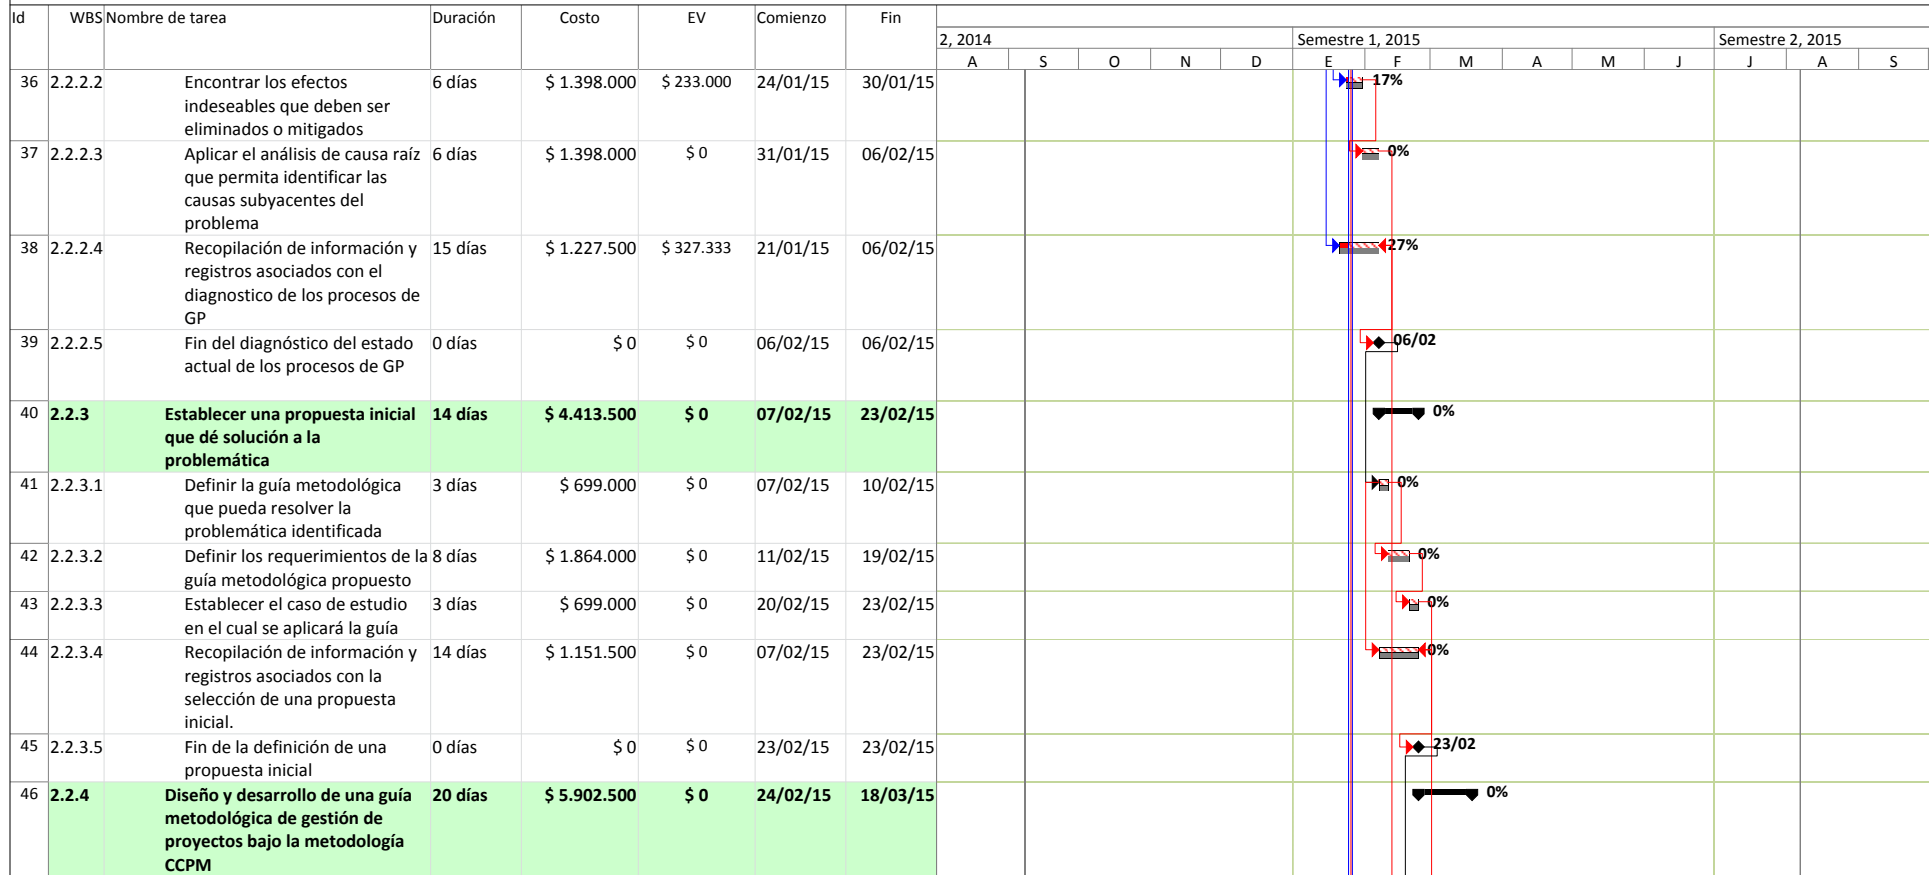 Id WBS Nombre de tarea Duración Costo EV Comienzo Fin
2, 2014 Semestre 1, 2015 Semestre 2, 2015
A S O N D E F M A M J J A S
36 2.2.2.2 Encontrar los efectos 6 días $ 1.398.000 $ 233.000 24/01/15 30/01/15 17%
indeseables que deben ser
eliminados o mitigados
37 2.2.2.3 Aplicar el análisis de causa raíz 6 días $ 1.398.000 $ 0 31/01/15 06/02/15 0%
que permita identificar las
causas subyacentes del
problema
38 2.2.2.4 Recopilación de información y 15 días $ 1.227.500 $ 327.333 21/01/15 06/02/15 27%
registros asociados con el
diagnostico de los procesos de
GP
39 2.2.2.5 Fin del diagnóstico del estado 0 días $ 0 $ 0 06/02/15 06/02/15 06/02
actual de los procesos de GP
40 2.2.3 Establecer una propuesta inicial 14 días $ 4.413.500 $ 0 07/02/15 23/02/15 0%
que dé solución a la
problemática
41 2.2.3.1 Definir la guía metodológica 3 días $ 699.000 $ 0 07/02/15 10/02/15 0%
que pueda resolver la
problemática identificada
42 2.2.3.2 Definir los requerimientos de la 8 días $ 1.864.000 $ 0 11/02/15 19/02/15 0%
guía metodológica propuesto
43 2.2.3.3 Establecer el caso de estudio 3 días $ 699.000 $ 0 20/02/15 23/02/15 0%
en el cual se aplicará la guía
44 2.2.3.4 Recopilación de información y 14 días $ 1.151.500 $ 0 07/02/15 23/02/15 0%
registros asociados con la
selección de una propuesta
inicial.
45 2.2.3.5 Fin de la definición de una 0 días $ 0 $ 0 23/02/15 23/02/15 23/02
propuesta inicial
46 2.2.4 Diseño y desarrollo de una guía 20 días $ 5.902.500 $ 0 24/02/15 18/03/15 0%
metodológica de gestión de
proyectos bajo la metodología
CCPM